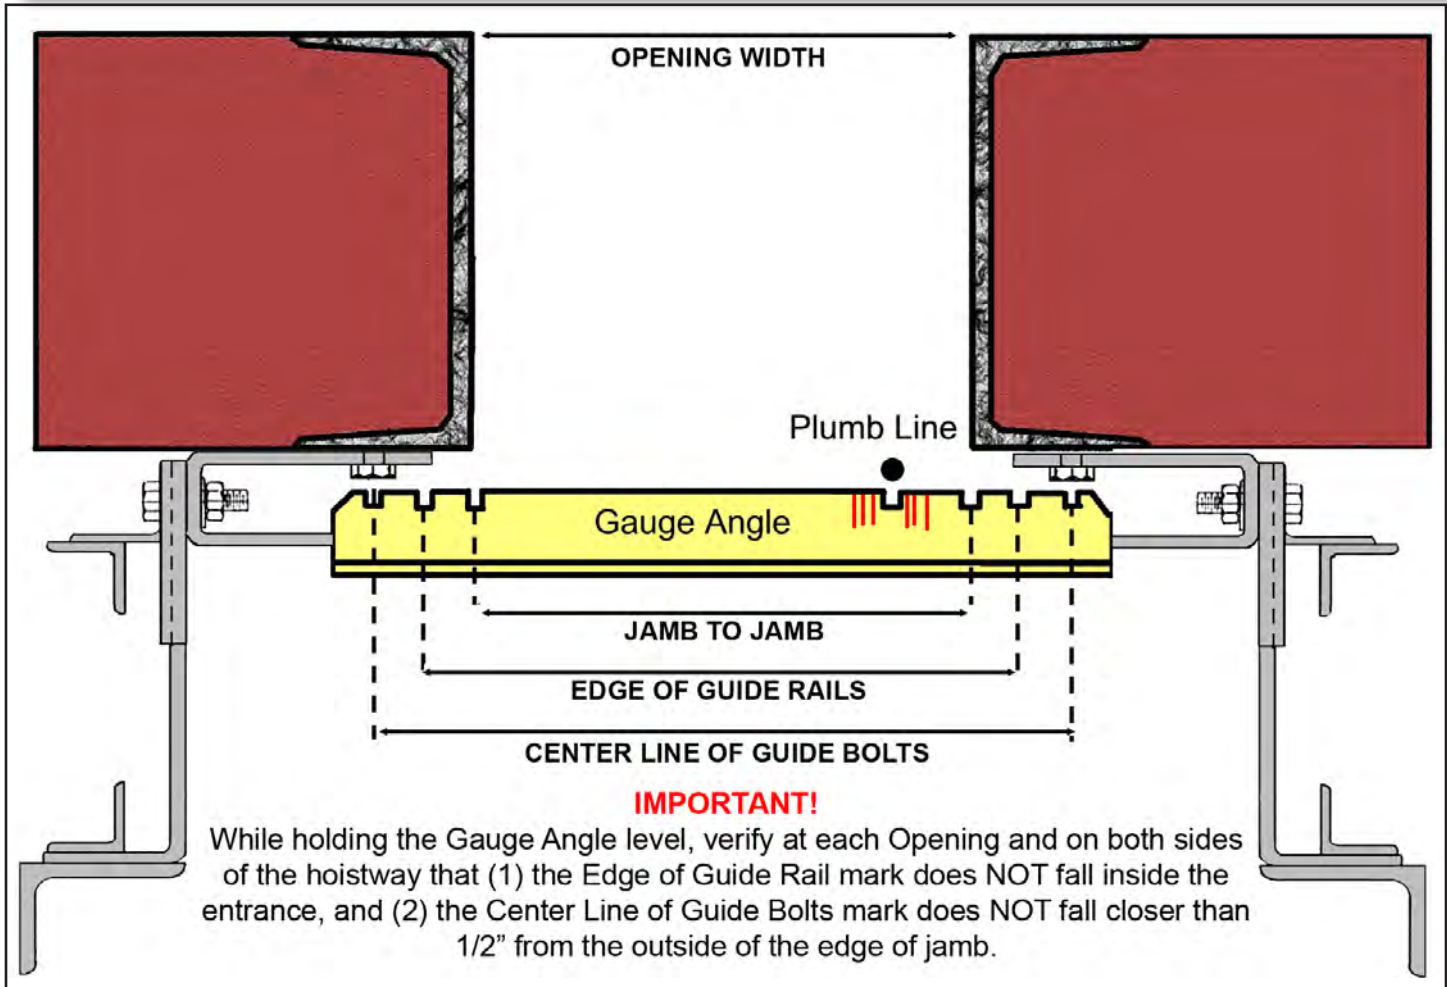 OPENING WIDTH
Plumb Line
Gauge Angle
JAMB TO JAMB
EDGE OF GUIDE RAILS
CENTER LINE OF GUIDE BOLTS
IMPORTANT!
While holding the Gauge Angle level, verify at each Opening and on both sides
of the hoistway that (1) the Edge of Guide Rail mark does NOT fall inside the
entrance, and (2) the Center Line of Guide Bolts mark does NOT fall closer than
1/2” from the outside of the edge of jamb.